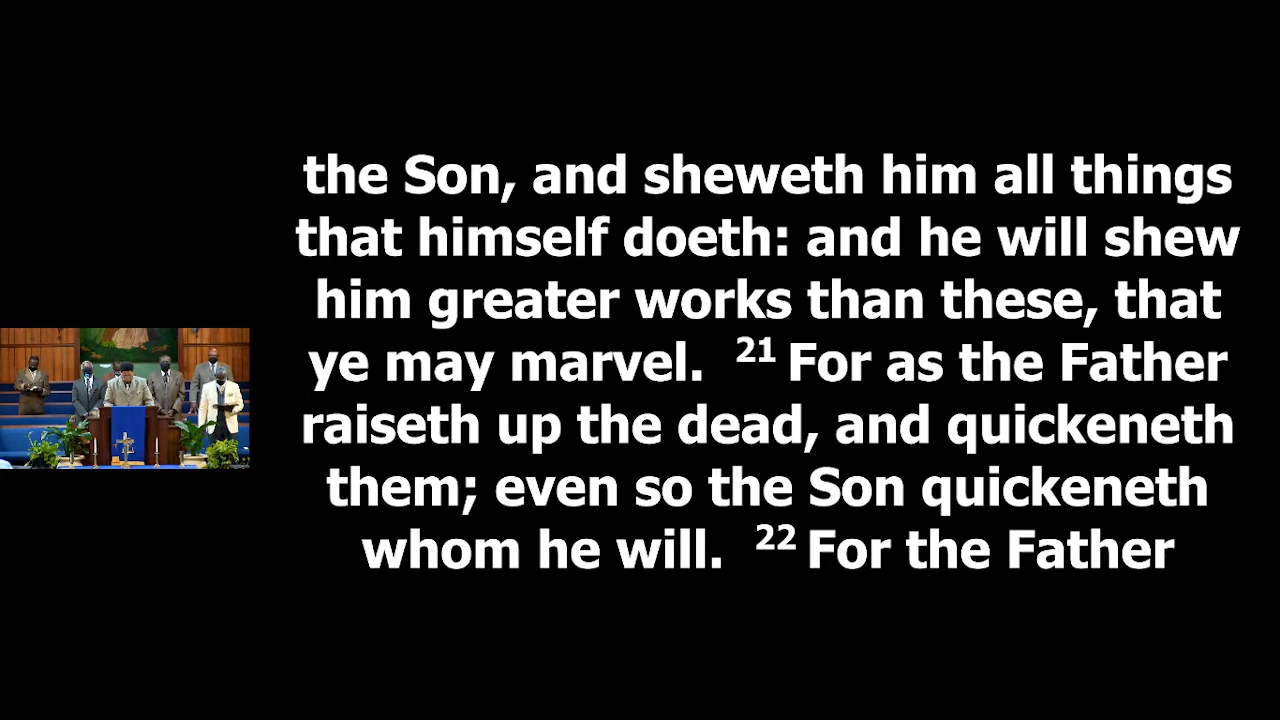 the Son, and sheweth him all things
that himself doeth: and he will shew
him greater works than these, that
ye may marvel. 21 For as the Father
raiseth up the dead, and quickeneth
them; even so the Son quickeneth
whom he will. 22 For the Father